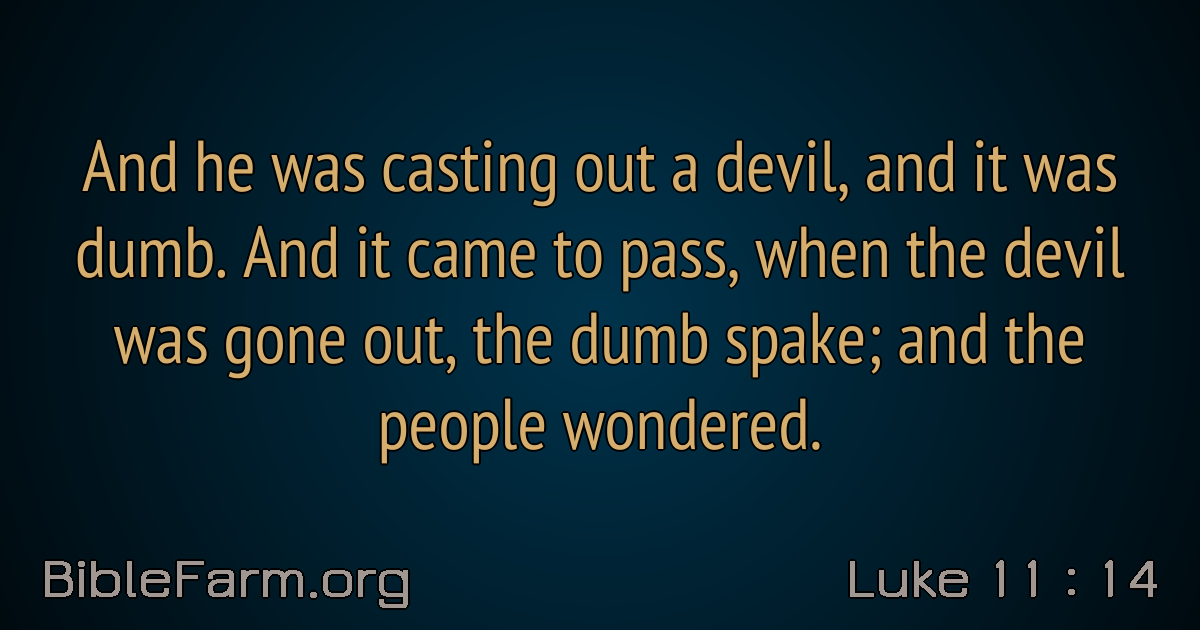 And he was casting out a devil, and it was
dumb. And it came to pass, when the devil
was gone out, the dumb spake; and the
people wondered.
BibleFarm.org
Luke 11 : 14